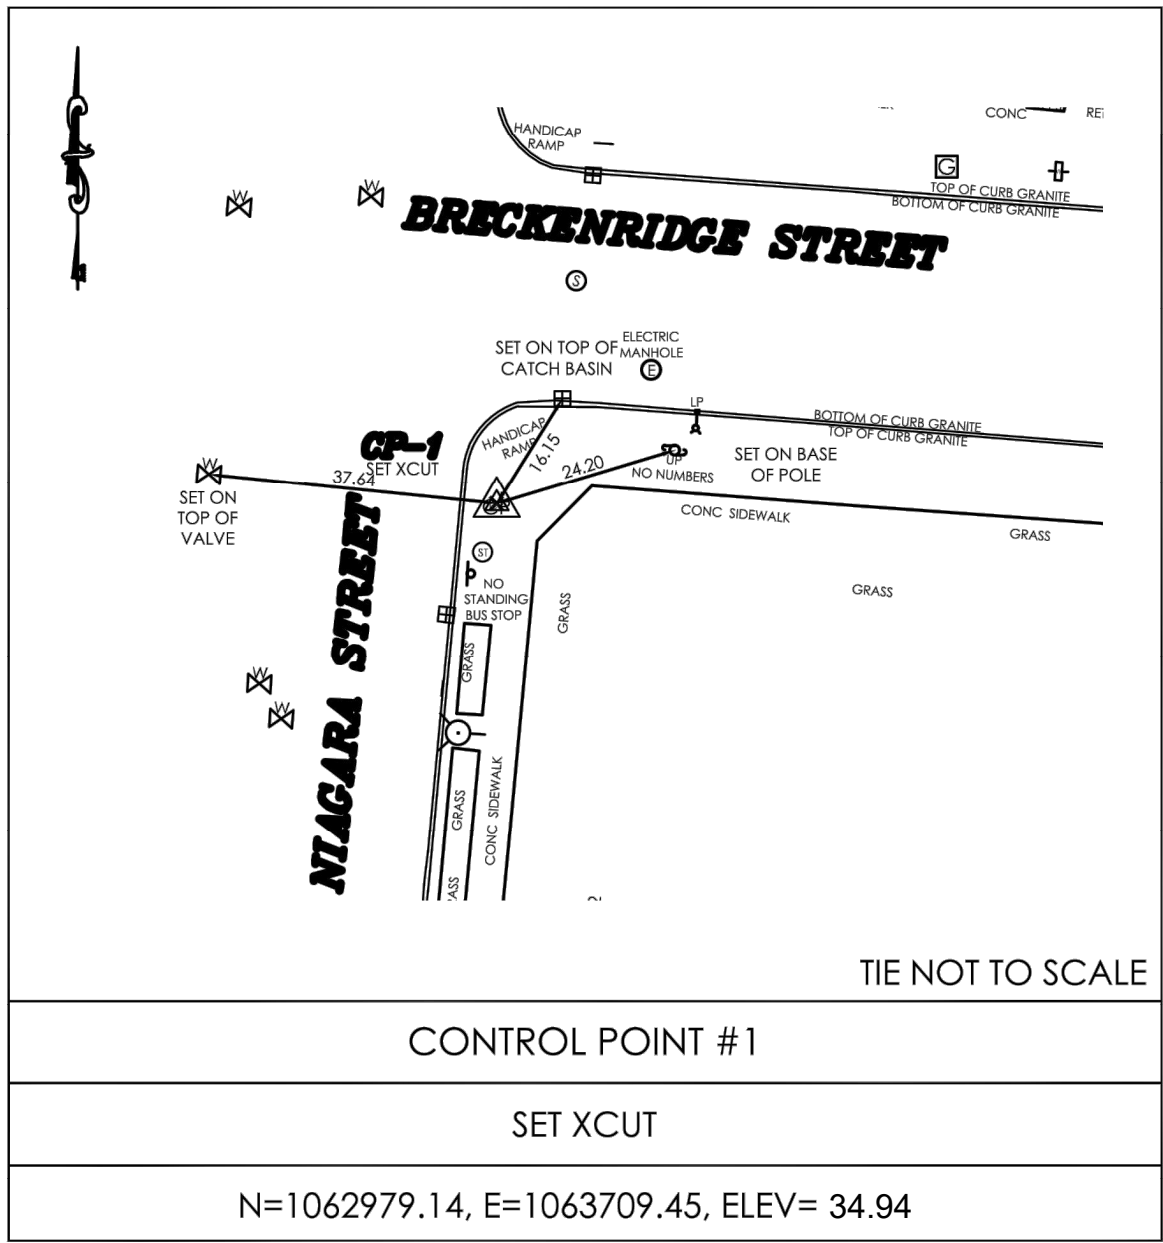 CONC
HANDICAP
RAMP
G
TOP OF CURB GRANITE
BOTTOM OF CURB GRANITE
W
W
BRECKENRIDGE STREET
S
ELECTRIC
MANHOLE
E
SET ON TOP OF
CATCH BASIN
LP
BOTTOM OF CURB GRANITE
TOP OF CURB GRANITE
HANDICAP
RAMP
16.15
CP-1
SET XCUT
W
37.64
24.20
UP
NO NUMBERS
SET ON BASE
OF POLE
SET ON
TOP OF
VALVE
CONC SIDEWALK
GRASS
GRASS
GRASS
ST
NO
STANDING
BUS STOP
NIAGARA STREET
GRASS
W
W
GRASS
CONC SIDEWALK
TIE NOT TO SCALE
CONTROL POINT #1
SET XCUT
N=1062979.14, E=1063709.45, ELEV= 34.94